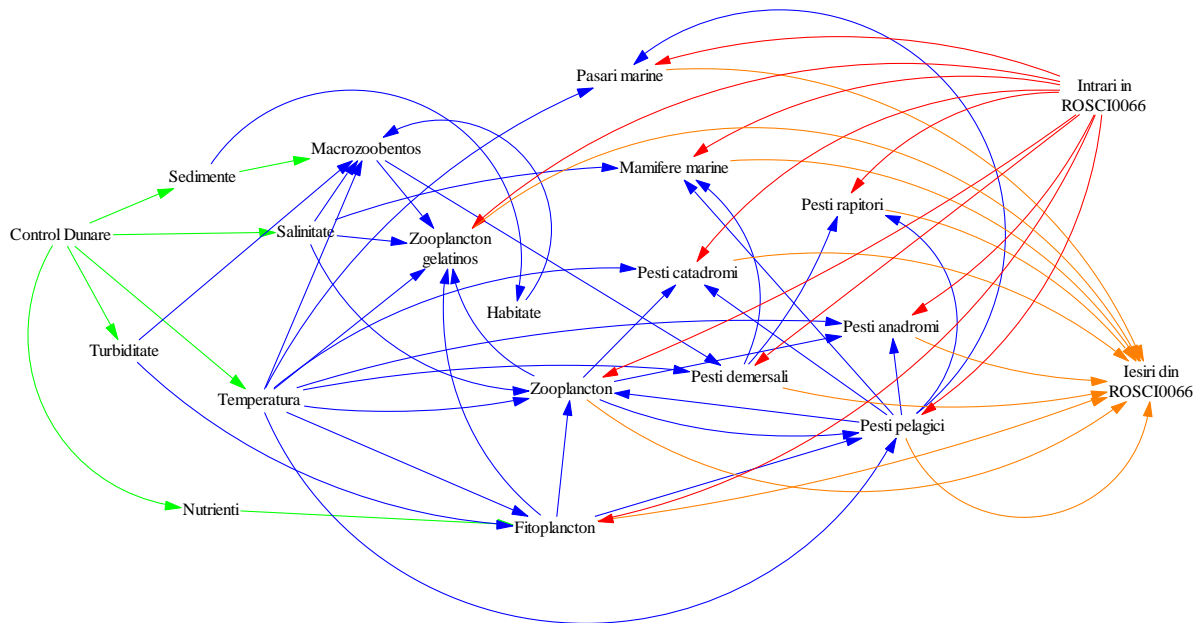 Pasari marine
Intrari in
ROSCI0066
Macrozoobentos
Mamifere marine
Sedimente
Pesti rapitori
Control Dunare
Salinitate
Zooplancton
gelatinos
Pesti catadromi
Habitate
Pesti anadromi
Turbiditate
Pesti demersali
Iesiri din
ROSCI0066
Temperatura
Zooplancton
Pesti pelagici
Nutrienti
Fitoplancton